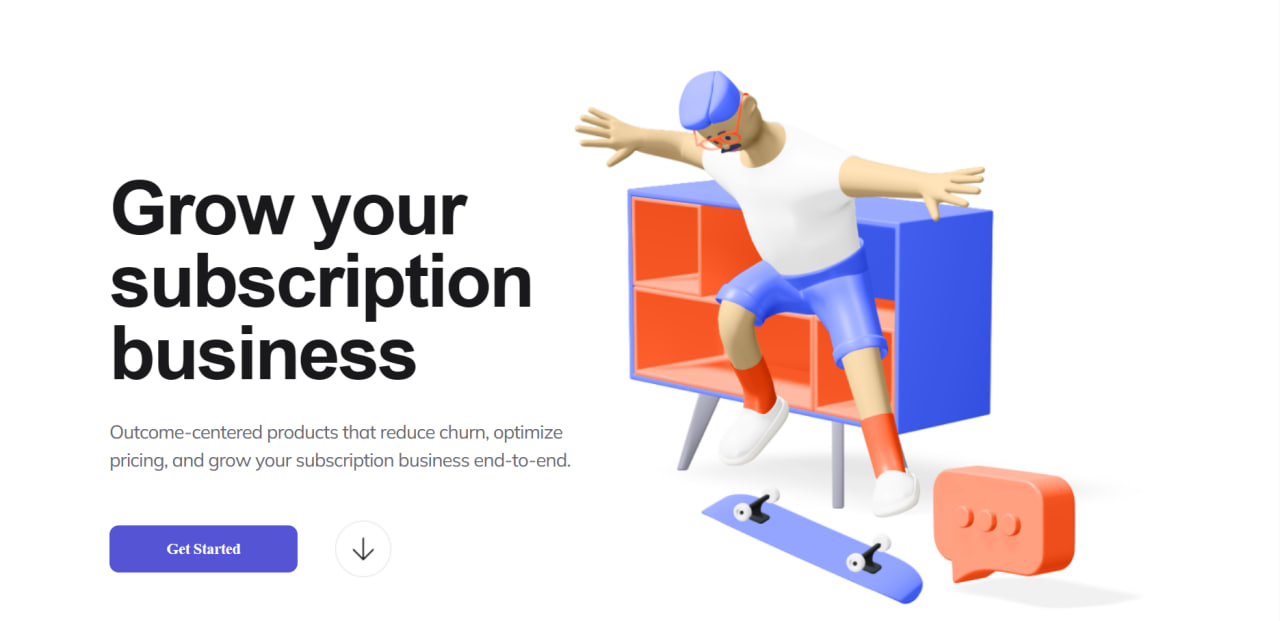 Grow your
subscription
business
Outcome-centered products that reduce churn, optimize
pricing, and grow your subscription business end-to-end.
Get Started